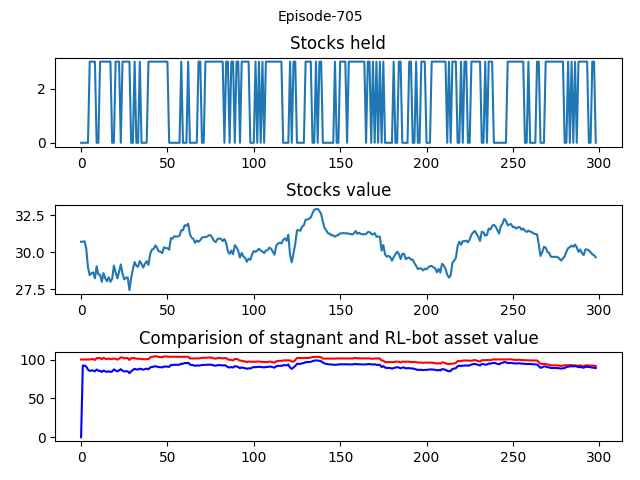 Episode-705
Stocks held
2
0
0 50 100 150 200 250 300
Stocks value
32.5
30.0
27.5
0 50 100 150 200 250 300
Comparision of stagnant and RL-bot asset value
100
50
0
0 50 100 150 200 250 300